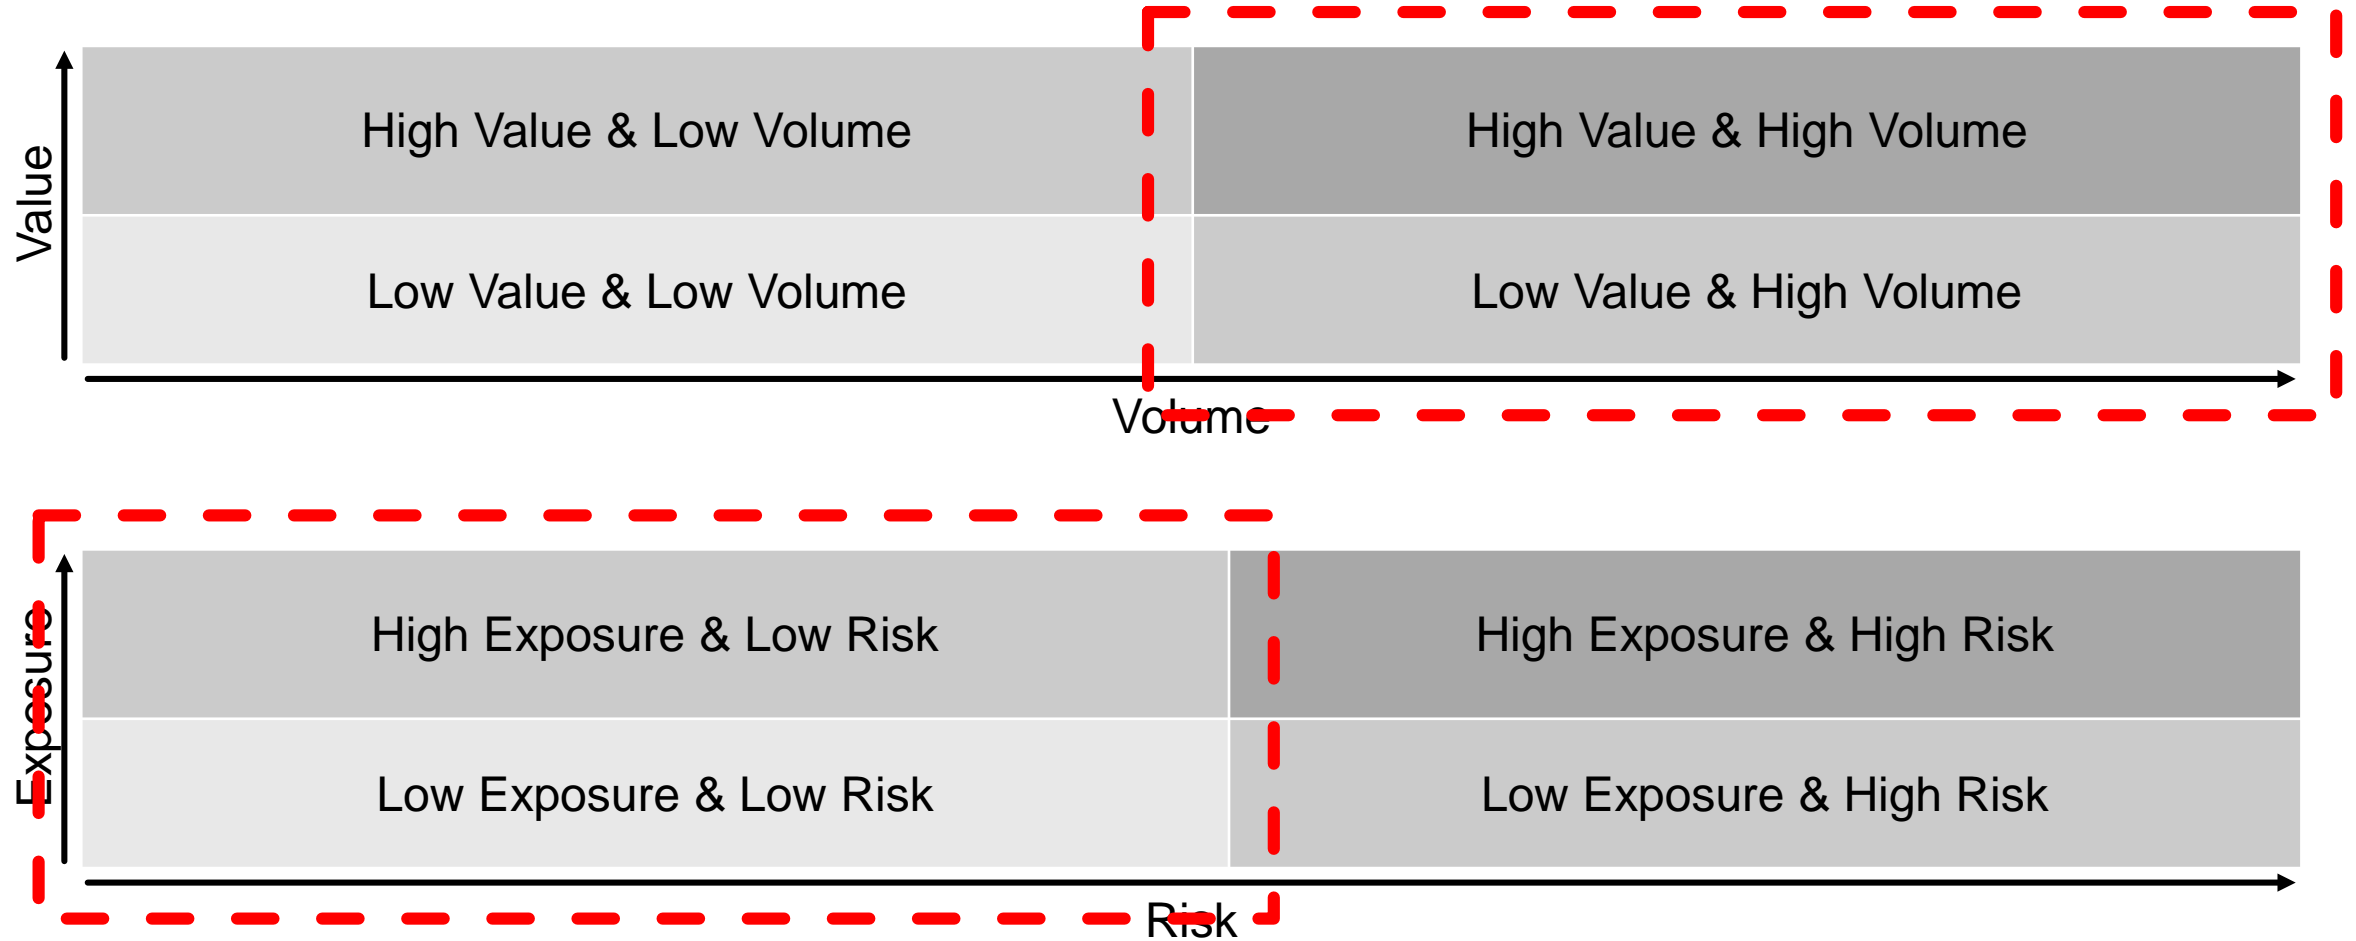 Value
High Value & Low Volume
High Value & High Volume
Low Value & Low Volume
Low Value & High Volume
Volume
Exposure
High Exposure & Low Risk
High Exposure & High Risk
Low Exposure & Low Risk
Low Exposure & High Risk
Risk